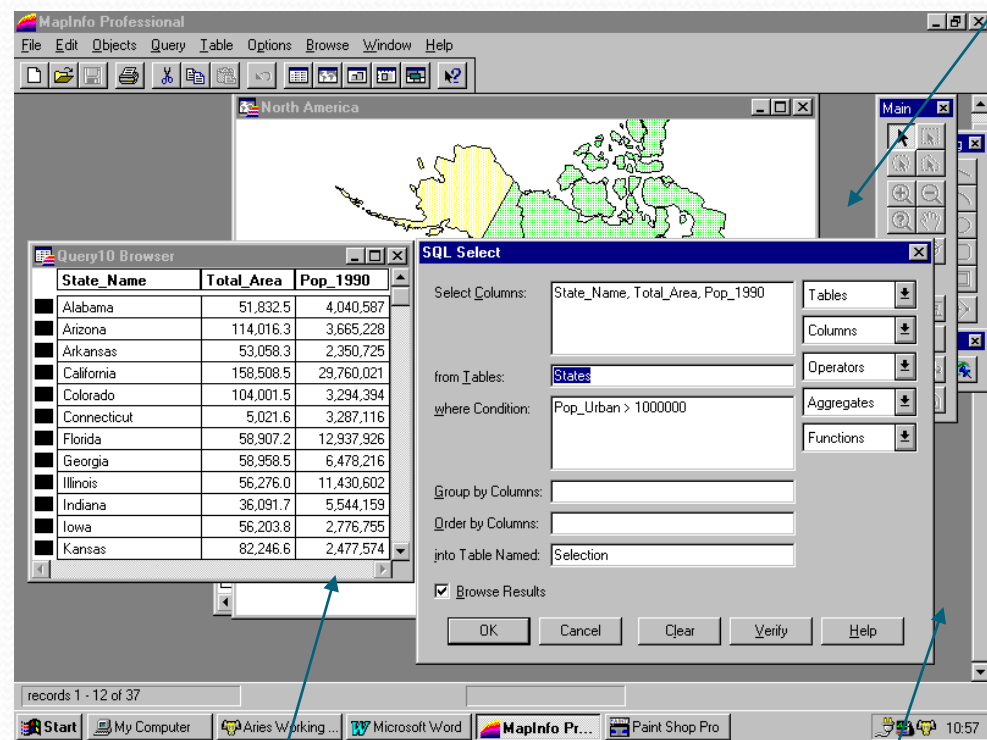 MapInfo Professional
File Edit Objects Query Table Options Browse Window Help
North America
Main
Query10 Browser
State_Name Total_Area Pop_1990
Alabama 51,832.5 4,040,587
Arizona 114,016.3 3,665,228
Arkansas 53,058.3 2,350,725
California 158,508.5 29,760,021
Colorado 104,001.5 3,294,394
Connecticut 5,021.6 3,287,116
Florida 58,907.2 12,937,926
Georgia 58,958.5 6,478,216
Illinois 56,276.0 11,430,602
Indiana 36,091.7 5,544,159
Iowa 56,203.8 2,776,755
Kansas 82,246.6 2,477,574
SQL Select
Select Columns: State_Name, Total_Area, Pop_1990 Tables
Columns
from Tables: States Operators
where Condition: Pop_Urban > 1000000 Aggregates
Functions
Group by Columns:
Order by Columns:
into Table Named: Selection
Browse Results
OK Cancel Clear Verify Help
records 1 - 12 of 37
Start My Computer Aries Working ... Microsoft Word MapInfo Pr... Paint Shop Pro 10:57